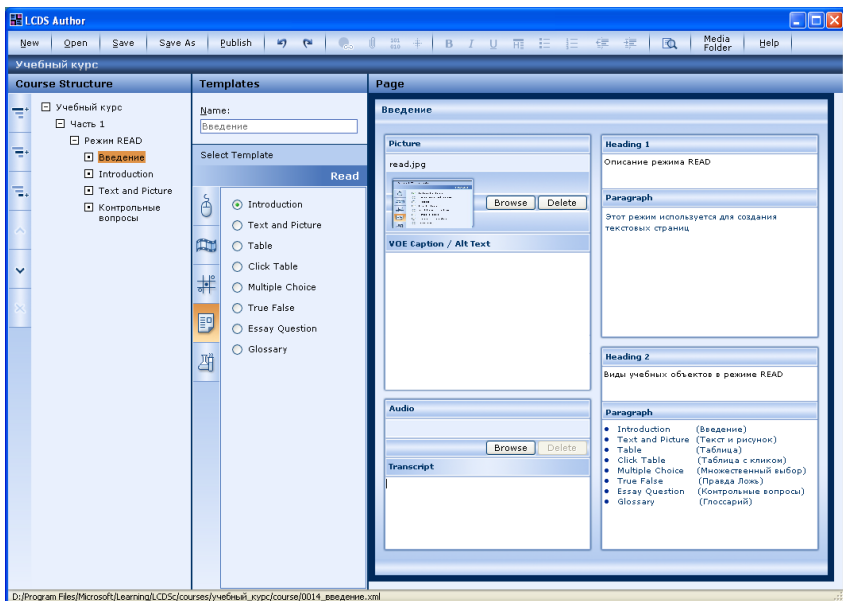 LCDS Author
New Open Save Save As Publish B I U Media Folder Help
Учебный курс
Course Structure
Учебный курс
Часть 1
Режим READ
Введение
Introduction
Text and Picture
Контрольные
вопросы
Templates
Name:
Введение
Select Template
Read
Introduction
Text and Picture
Table
Click Table
Multiple Choice
True False
Essay Question
Glossary
Page
Введение
Picture
read.jpg
Browse Delete
VOE Caption / Alt Text
Audio
Browse Delete
Transcript
Heading 1
Описание режима READ
Paragraph
Этот режим используется для создания
текстовых страниц
Heading 2
Виды учебных объектов в режиме READ
Paragraph
• Introduction (Введение)
• Text and Picture (Текст и рисунок)
• Table (Таблица)
• Click Table (Таблица с кликом)
• Multiple Choice (Множественный выбор)
• True False (Правда Ложь)
• Essay Question (Контрольные вопросы)
• Glossary (Глоссарий)
D:/Program Files/Microsoft/Learning/LCDSc/courses/учебный_курс/course/0014_введение.xml